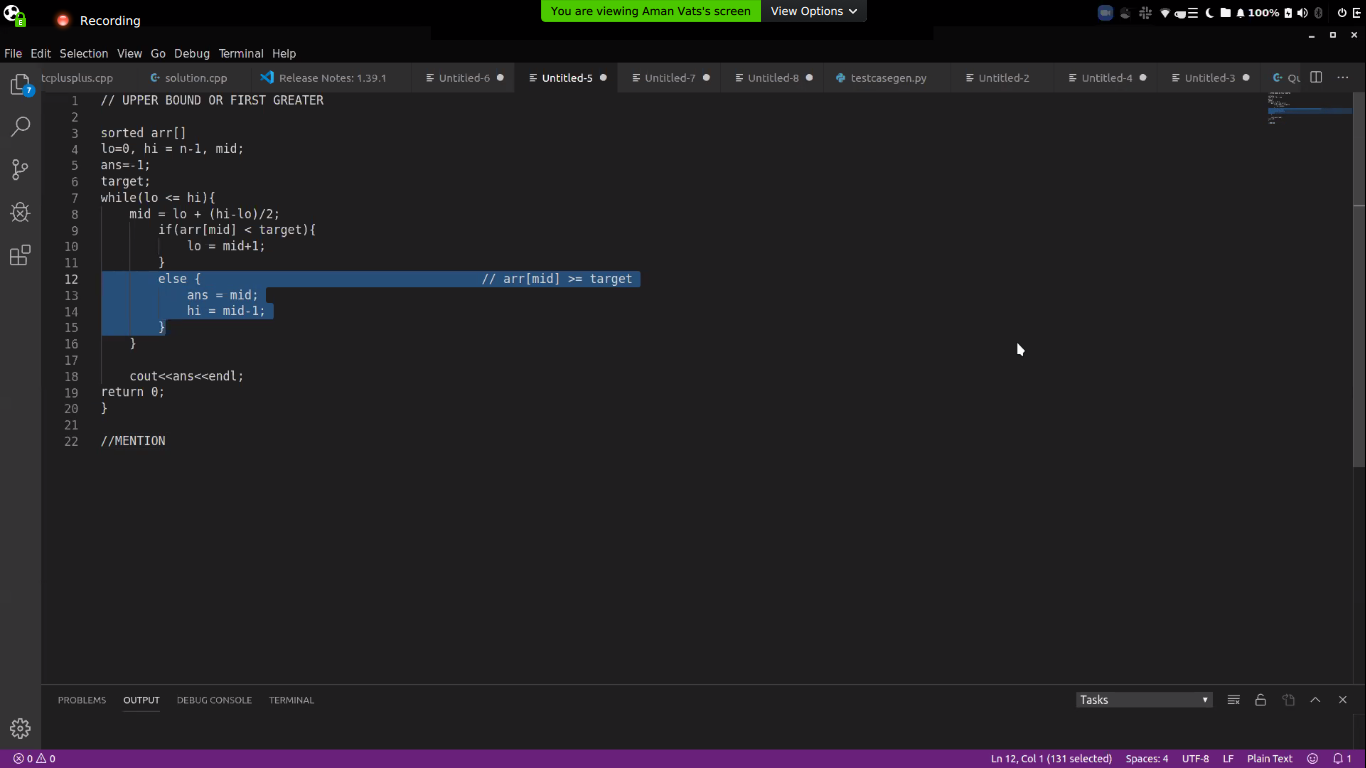 You are viewing Aman Vats's screen View Options
E Recording 100%
File Edit Selection View Go Debug Terminal Help
tcplusplus.cpp solution.cpp Release Notes: 1.39.1 Untitled-6 Untitled-5 Untitled-7 Untitled-8 testcasegen.py Untitled-2 Untitled-4 Untitled-3 Qu
7
1 // UPPER BOUND OR FIRST GREATER
2
3 sorted arr[]
4 lo=0, hi = n-1, mid;
5 ans=-1;
6 target;
7 while(lo <= hi){
8 mid = lo + (hi-lo)/2;
9 if(arr[mid] < target){
10 lo = mid+1;
11 }
12 else { // arr[mid] >= target
13 ans = mid;
14 hi = mid-1;
15 }
16 }
17
18 cout<<ans<<endl;
19 return 0;
20 }
21
22 //MENTION
PROBLEMS OUTPUT DEBUG CONSOLE TERMINAL Tasks
0 0 Ln 12, Col 1 (131 selected) Spaces: 4 UTF-8 LF Plain Text 1